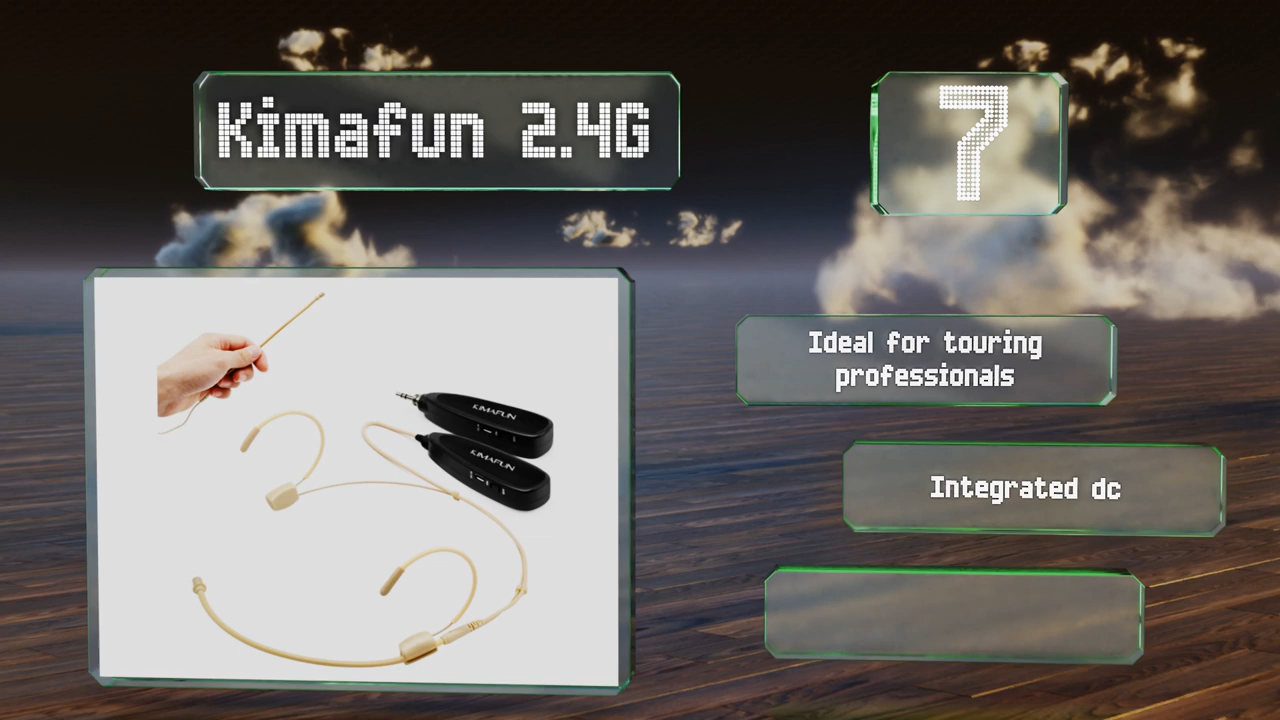 Kimafun 2.4G
7
KIMAFUN
KIMAFUN
Ideal for touring
professionals
Integrated dc